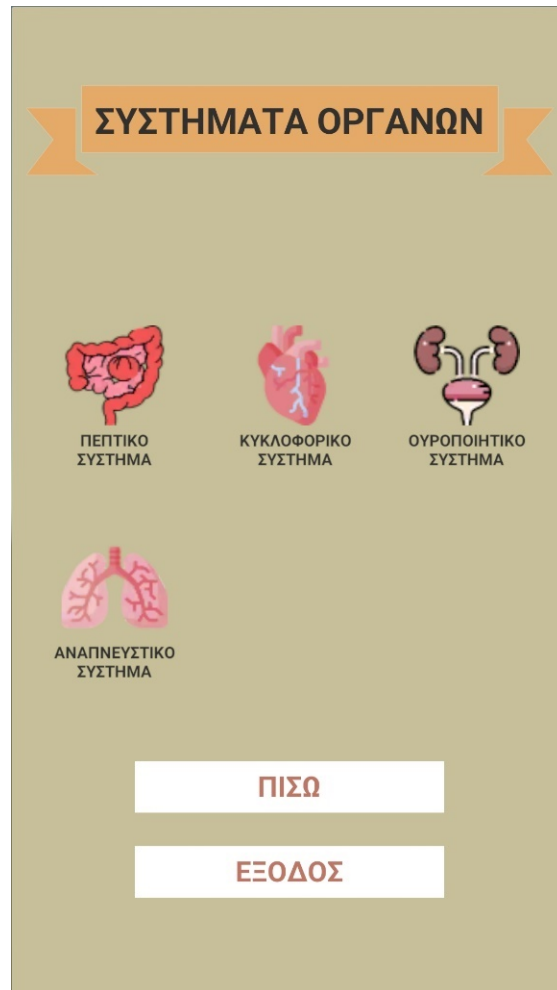 ΣΥΣΤΗΜΑΤΑ ΟΡΓΑΝΩΝ
ΠΕΠΤΙΚΟ
ΣΥΣΤΗΜΑ
ΚΥΚΛΟΦΟΡΙΚΟ
ΣΥΣΤΗΜΑ
ΟΥΡΟΠΟΙΗΤΙΚΟ
ΣΥΣΤΗΜΑ
ΑΝΑΠΝΕΥΣΤΙΚΟ
ΣΥΣΤΗΜΑ
ΠΙΣΩ
ΕΞΟΔΟΣ